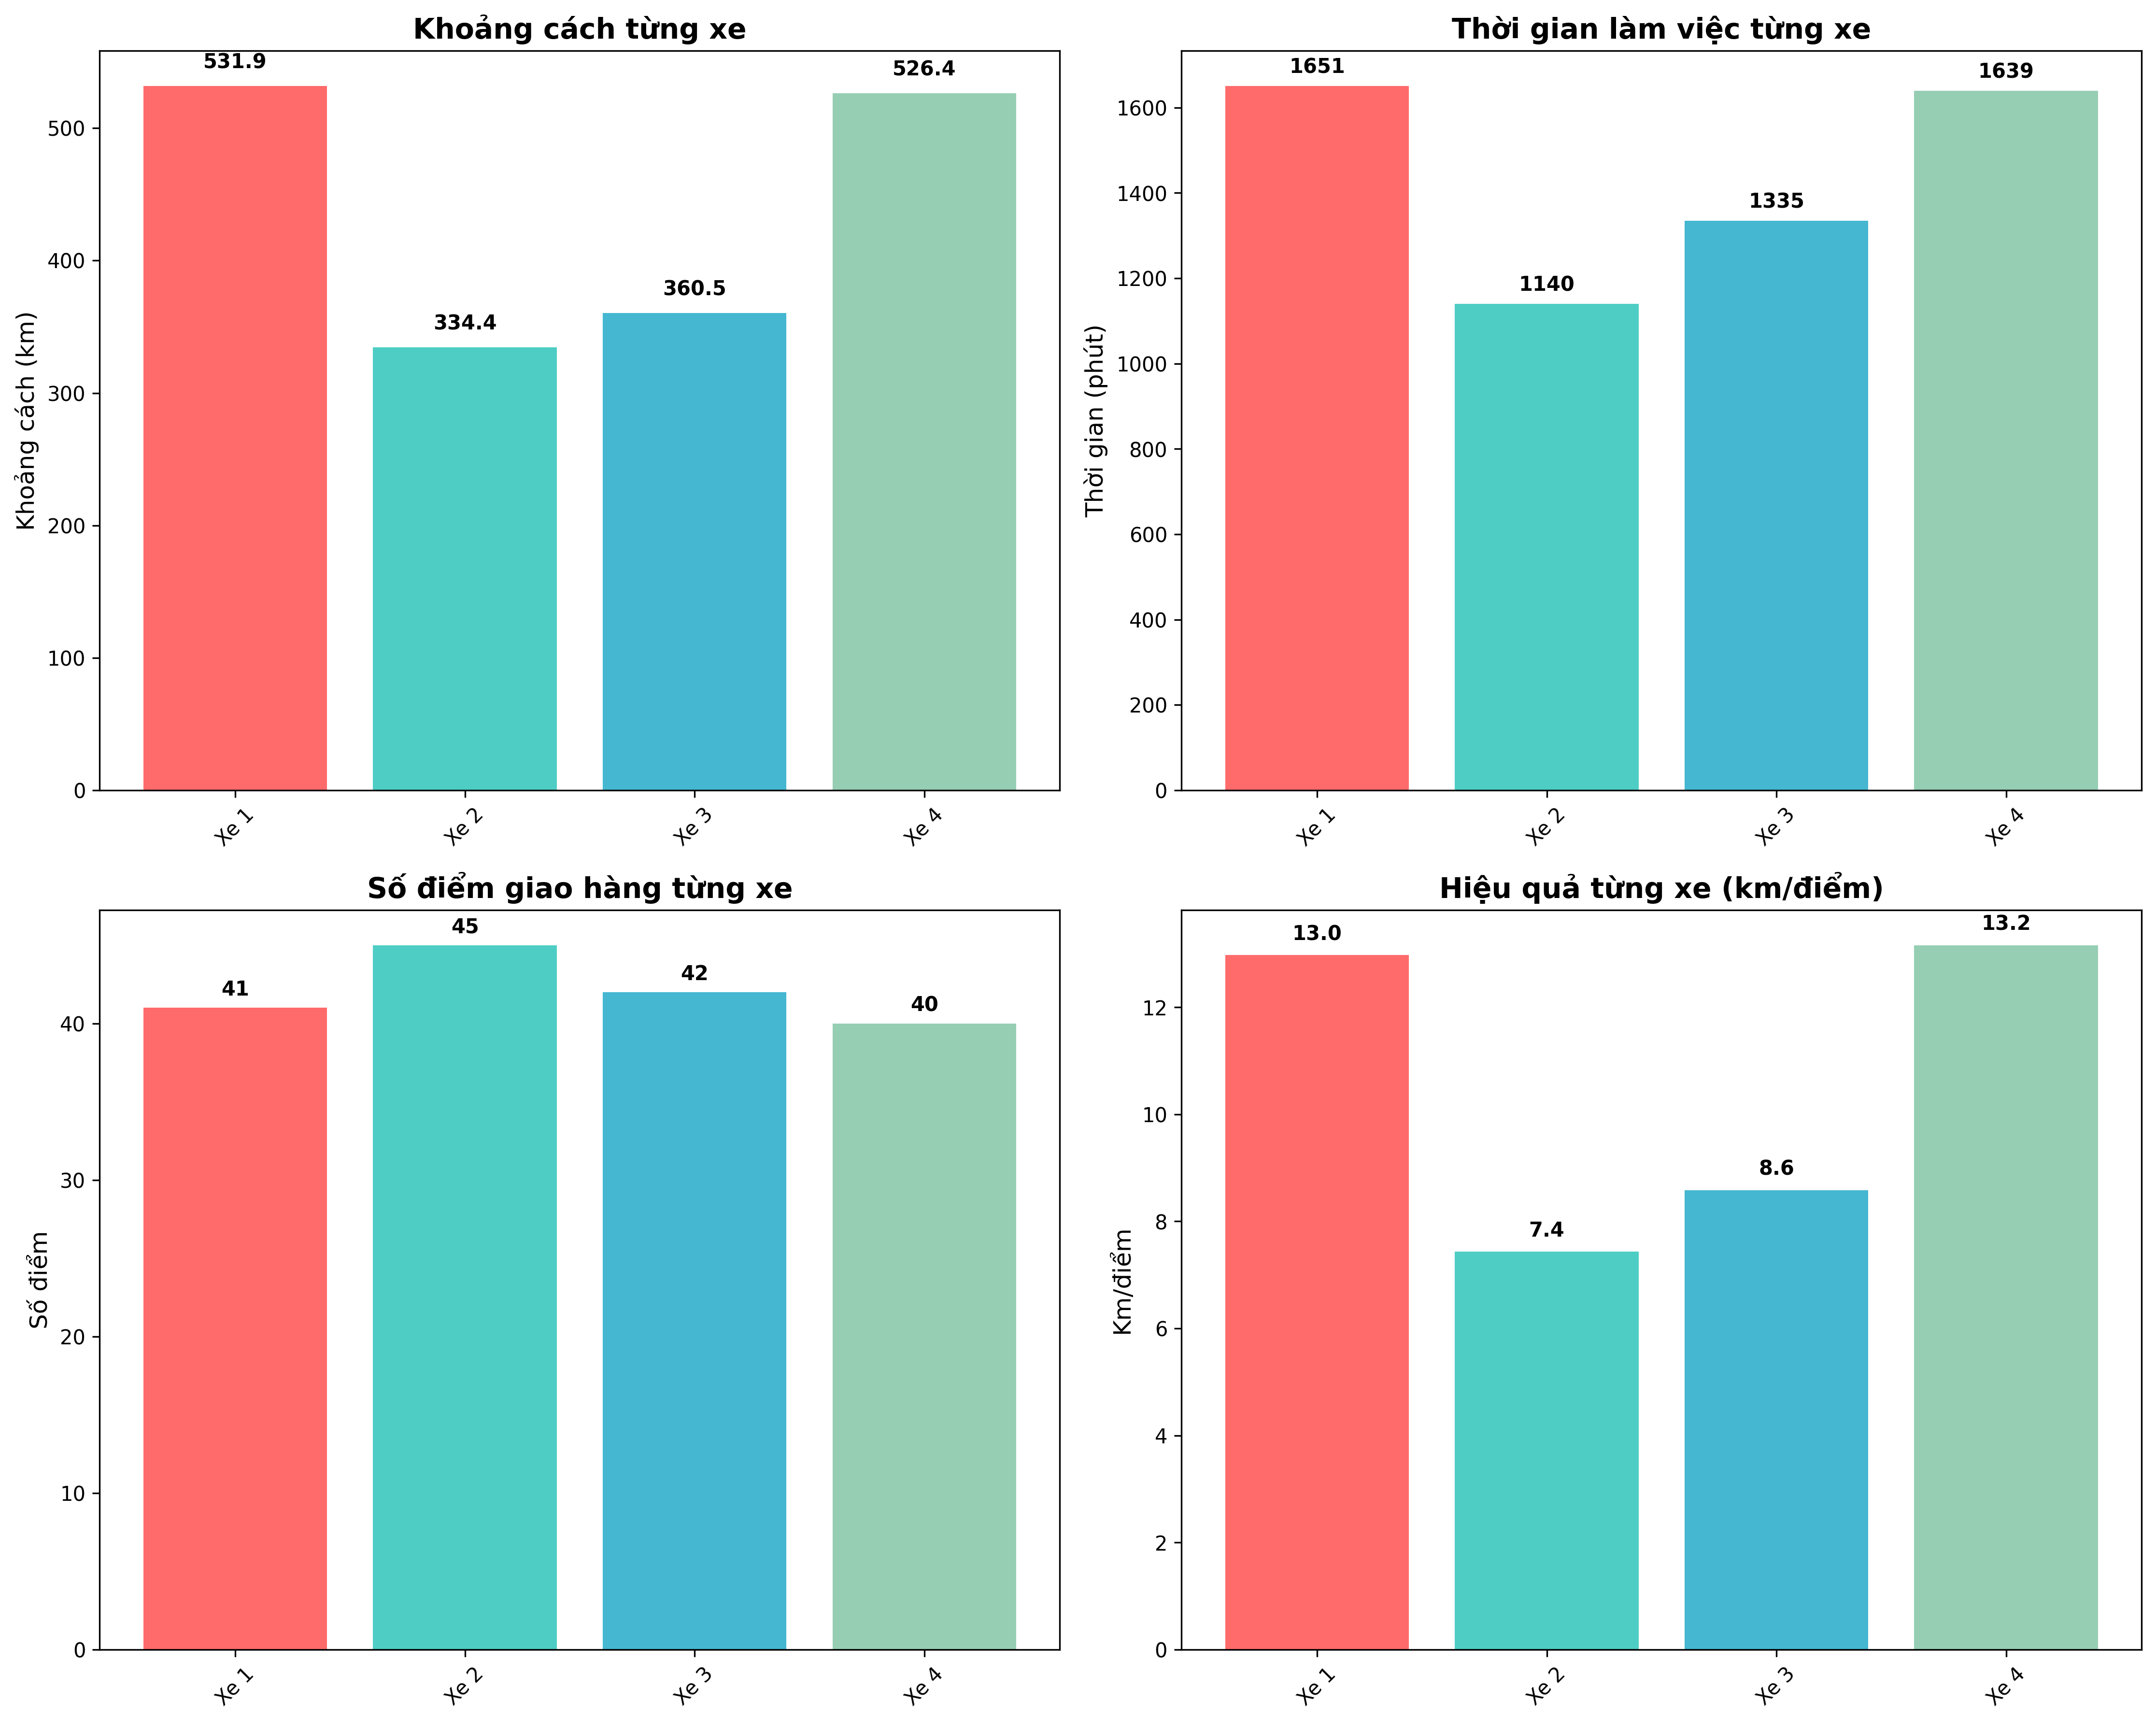 Khoảng cách từng xe
Khoảng cách (km)
500
400
300
200
100
0
531.9
334.4
360.5
526.4
Xe 1
Xe 2
Xe 3
Xe 4
Thời gian làm việc từng xe
Thời gian (phút)
1600
1400
1200
1000
800
600
400
200
0
1651
1140
1335
1639
Xe 1
Xe 2
Xe 3
Xe 4
Số điểm giao hàng từng xe
Số điểm
40
30
20
10
0
41
45
42
40
Xe 1
Xe 2
Xe 3
Xe 4
Hiệu quả từng xe (km/điểm)
Km/điểm
12
10
8
6
4
2
0
13.0
7.4
8.6
13.2
Xe 1
Xe 2
Xe 3
Xe 4